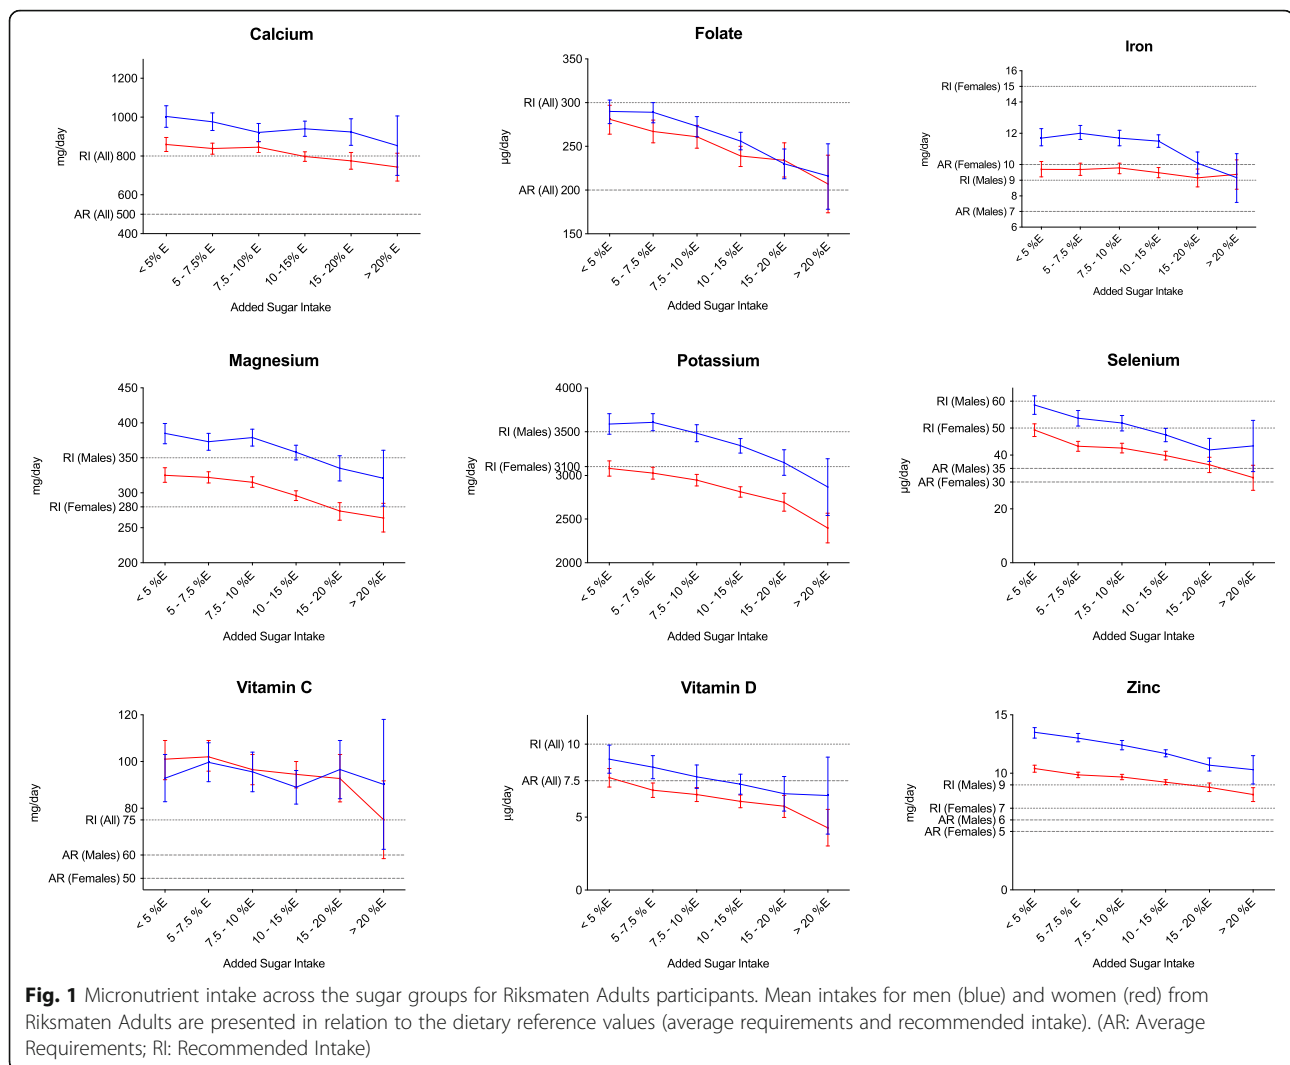 Calcium
1200
1000
RI (All) 800
600
AR (All) 500
400
mg/day
< 5% E
5 - 7.5% E
7.5 - 10% E
10 -15% E
15 - 20% E
> 20% E
Added Sugar Intake
Folate
350
RI (All) 300
250
AR (All) 200
150
µg/day
< 5 %E
5 - 7.5 %E
7.5 - 10 %E
10 - 15 %E
15 - 20 %E
> 20 %E
Added Sugar Intake
Iron
16
RI (Females) 15
14
12
AR (Females) 10
RI (Males) 9
8
AR (Males) 7
6
mg/day
< 5 %E
5 - 7.5 %E
7.5 - 10 %E
10 - 15 %E
15 - 20 %E
> 20 %E
Added Sugar Intake
Magnesium
450
400
RI (Males) 350
300
RI (Females) 280
250
200
mg/day
< 5 %E
5 - 7.5 %E
7.5 - 10 %E
10 - 15 %E
15 - 20 %E
> 20 %E
Added Sugar Intake
Potassium
4000
RI (Males) 3500
RI (Females) 3100
3000
2500
2000
mg/day
< 5 %E
5 - 7.5 %E
7.5 - 10 %E
10 - 15 %E
15 - 20 %E
> 20 %E
Added Sugar Intake
Selenium
RI (Males) 60
RI (Females) 50
40
AR (Males) 35
AR (Females) 30
20
0
µg/day
< 5 %E
5 - 7.5 %E
7.5 - 10 %E
10 - 15 %E
15 - 20 %E
> 20 %E
Added Sugar Intake
Vitamin C
120
100
80
RI (All) 75
AR (Males) 60
AR (Females) 50
mg/day
< 5 %E
5 -7.5 % E
7.5 - 10 %E
10 - 15 %E
15 - 20 %E
> 20 %E
Added Sugar Intake
Vitamin D
RI (All) 10
AR (All) 7.5
5
0
µg/day
< 5 %E
5 -7.5 % E
7.5 - 10 %E
10 - 15 %E
15 - 20 %E
> 20 %E
Added Sugar Intake
Zinc
15
10
RI (Males) 9
RI (Females) 7
AR (Males) 6
AR (Females) 5
0
mg/day
< 5 %E
5 -7.5 % E
7.5 - 10 %E
10 - 15 %E
15 - 20 %E
> 20 %E
Added Sugar Intake
Fig. 1 Micronutrient intake across the sugar groups for Riksmaten Adults participants. Mean intakes for men (blue) and women (red) from
Riksmaten Adults are presented in relation to the dietary reference values (average requirements and recommended intake). (AR: Average
Requirements; RI: Recommended Intake)